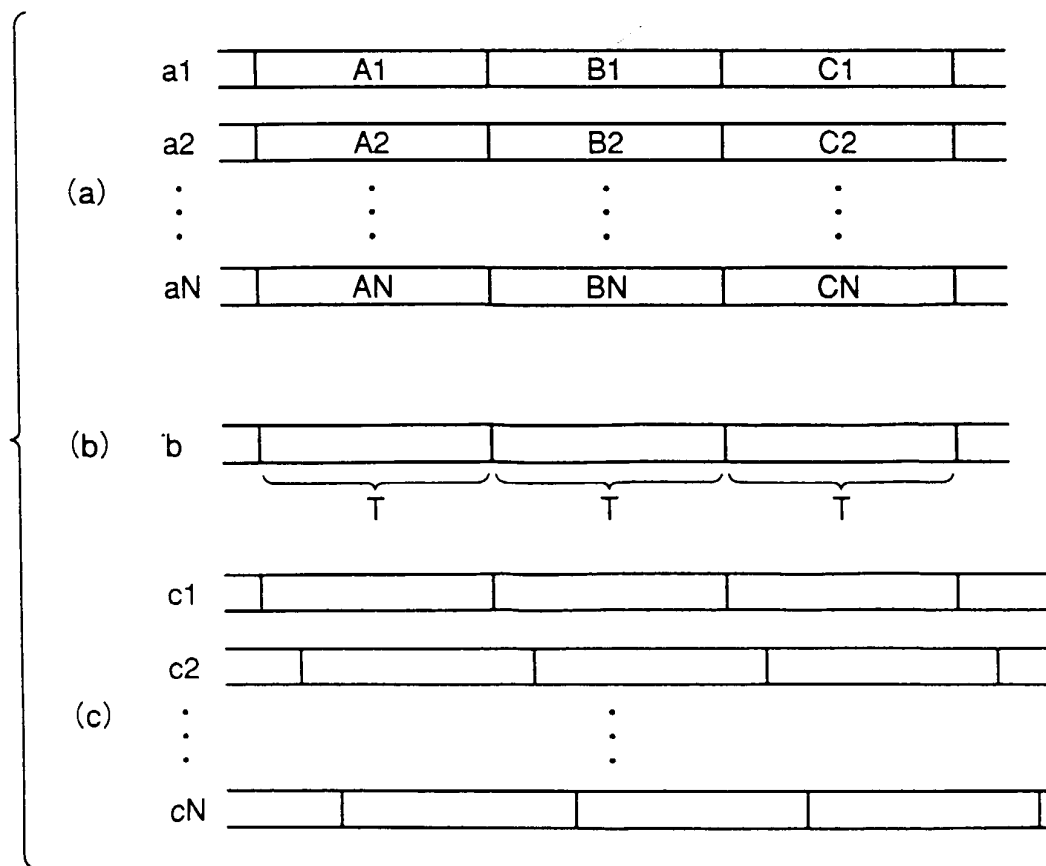 a1 A1 B1 C1
a2 A2 B2 C2
(a)
aN AN BN CN
(b) b
T T T
c1
c2
(c)
cN